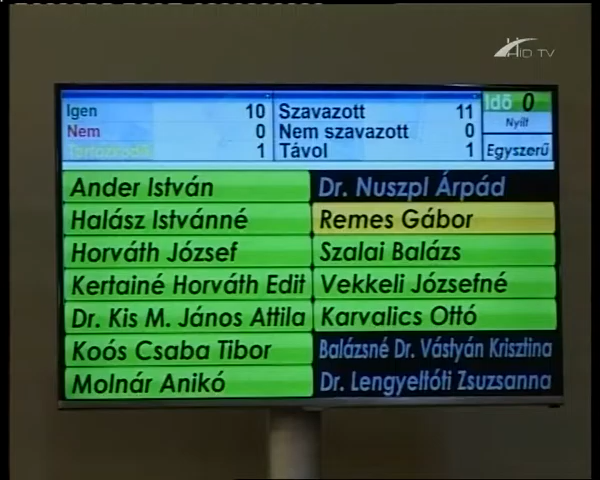 HÍD TV
Igen 10 Szavazott 11 Idő 0
Nem 0 Nem szavazott 0 Nyílt
Tartózkodik 1 Távol 1 Egyszerű
Ander István Dr. Nuszpl Árpád
Halász Istvánné Remes Gábor
Horváth József Szalai Balázs
Kertainé Horváth Edit Vekkeli Józsefné
Dr. Kis M. János Attila Karvalics Ottó
Koós Csaba Tibor Balázsné Dr. Vástyán Krisztina
Molnár Anikó Dr. Lengyeltóti Zsuzsanna